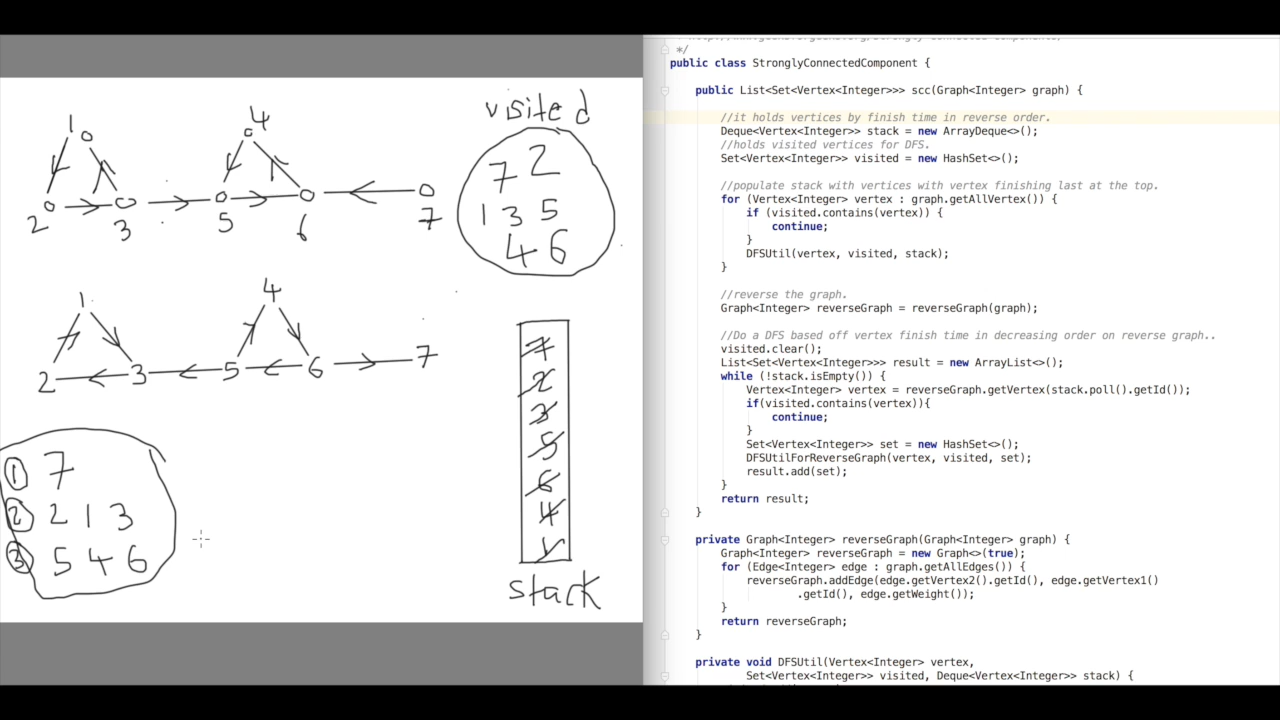 1
4
2
3
5
6
7
visited
7 2
1 3 5
4 6
1
4
2
3
5
6
7
① 7
② 2 1 3
③ 5 4 6
7
2
3
5
6
4
1
stack
*/
public class StronglyConnectedComponent {
public List<Set<Vertex<Integer>>> scc(Graph<Integer> graph) {
//it holds vertices by finish time in reverse order.
Deque<Vertex<Integer>> stack = new ArrayDeque<>();
//holds visited vertices for DFS.
Set<Vertex<Integer>> visited = new HashSet<>();
//populate stack with vertices with vertex finishing last at the top.
for (Vertex<Integer> vertex : graph.getAllVertex()) {
if (visited.contains(vertex)) {
continue;
}
DFSUtil(vertex, visited, stack);
}
//reverse the graph.
Graph<Integer> reverseGraph = reverseGraph(graph);
//Do a DFS based off vertex finish time in decreasing order on reverse graph..
visited.clear();
List<Set<Vertex<Integer>>> result = new ArrayList<>();
while (!stack.isEmpty()) {
Vertex<Integer> vertex = reverseGraph.getVertex(stack.poll().getId());
if(visited.contains(vertex)){
continue;
}
Set<Vertex<Integer>> set = new HashSet<>();
DFSUtilForReverseGraph(vertex, visited, set);
result.add(set);
}
return result;
}
private Graph<Integer> reverseGraph(Graph<Integer> graph) {
Graph<Integer> reverseGraph = new Graph<>(true);
for (Edge<Integer> edge : graph.getAllEdges()) {
reverseGraph.addEdge(edge.getVertex2().getId(), edge.getVertex1()
.getId(), edge.getWeight());
}
return reverseGraph;
}
private void DFSUtil(Vertex<Integer> vertex,
Set<Vertex<Integer>> visited, Deque<Vertex<Integer>> stack) {